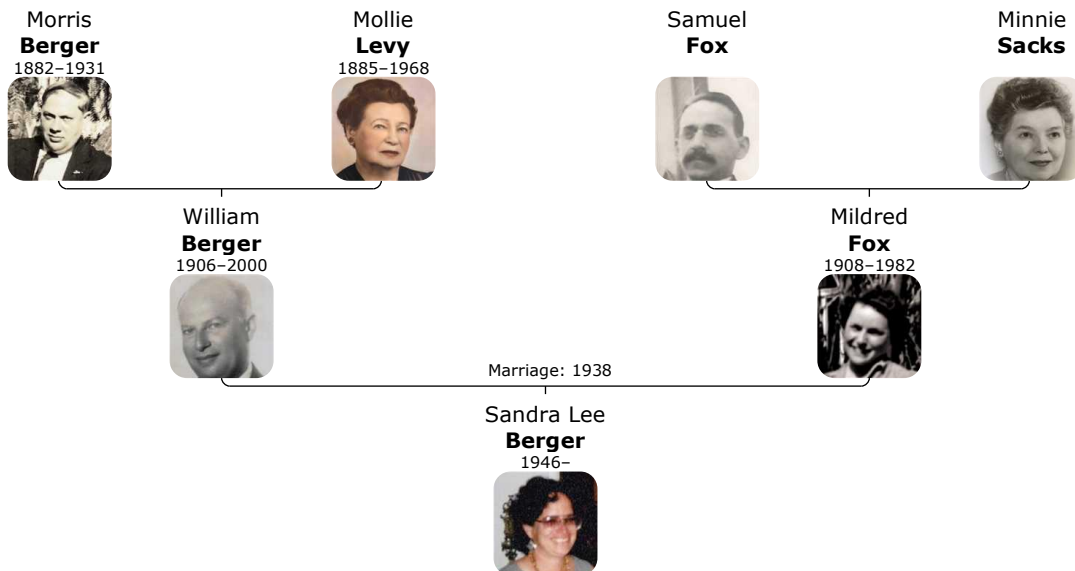 Morris
Berger
1882–1931
Mollie
Levy
1885–1968
Samuel
Fox
Minnie
Sacks
William
Berger
1906–2000
Mildred
Fox
1908–1982
Marriage: 1938
Sandra Lee
Berger
1946–